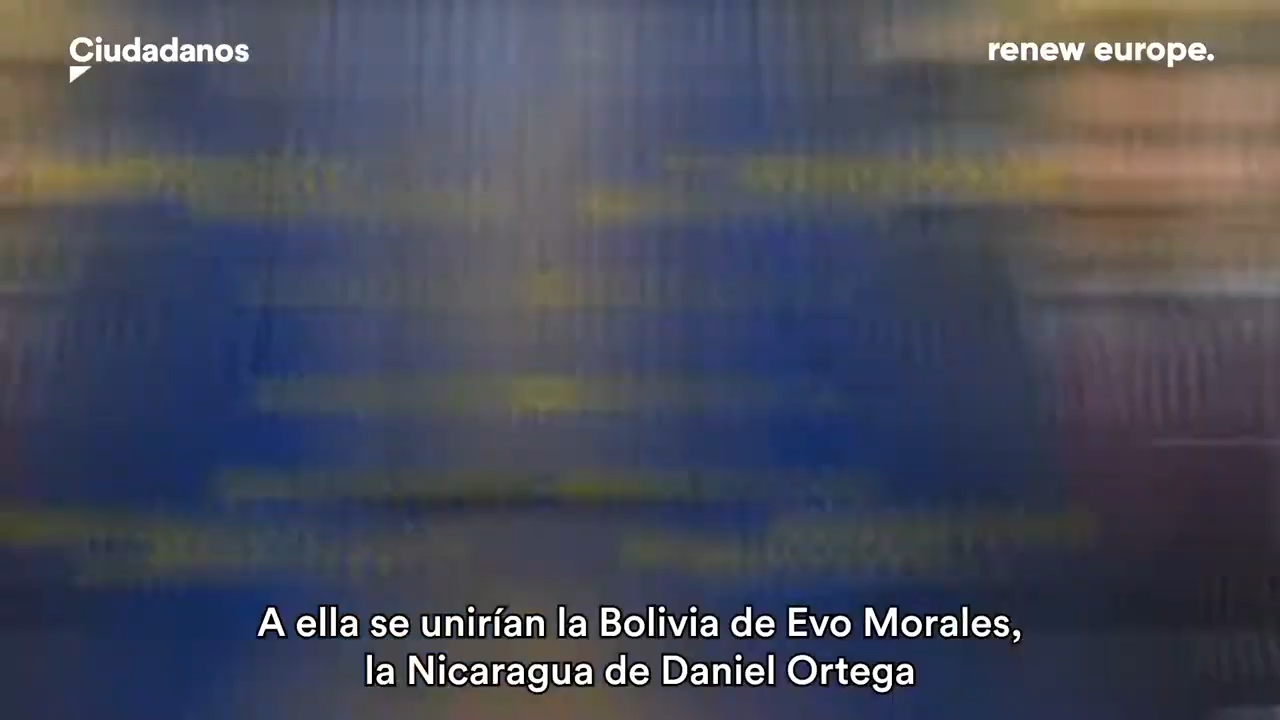 Ciudadanos
renew europe.
A ella se unirían la Bolivia de Evo Morales,
la Nicaragua de Daniel Ortega